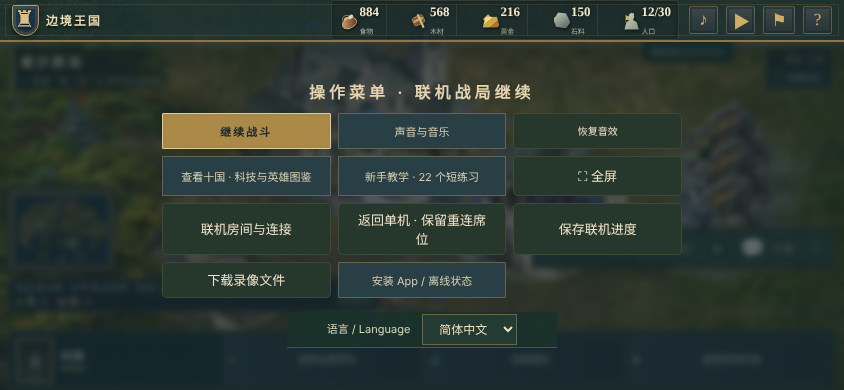 边境王国
884
食物
568
木材
216
黄金
150
石料
12/30
人口
操作菜单 · 联机战局继续
继续战斗
声音与音乐
恢复音效
查看十国 · 科技与英雄图鉴
新手教学 · 22 个短练习
全屏
联机房间与连接
返回单机 · 保留重连席
位
保存联机进度
下载录像文件
安装 App / 离线状态
语言 / Language
简体中文